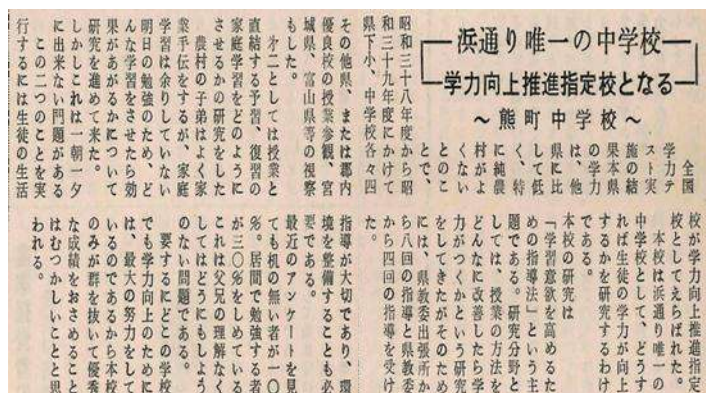 浜通り唯一の中学校
学力向上推進指定校となる
～熊町中学校～
全国
学力テ
スト実
施の結
果本県
の学力
は、他
県に比
して低
く、特
に純農
村がよ
くない
とのこ
とで、
昭和三十八年度から昭
和三十九年度にかけて
県下小、中学校各々四
校が学力向上推進指定
校としてえらばれた。
本校は浜通り唯一の
中学校として、どうす
れば生徒の学力が向上
するかを研究するわけ
である。
本校の研究は
「学習意欲を高めるた
めの指導法」という主
題である。研究分野と
しては、授業の方法を
どんなに改善したら学
力がつくかという研究
をしてきたがそのため
には、県教委出張所か
ら八回の指導と県教委
から四回の指導を受け
た。
その他県、または郡内
優良校の授業参観、宮
城県、富山県等の視察
もした。
才二としては授業と
直結する予習、復習の
家庭学習をどのように
させるかの研究をした
農村の子弟はよく家
業手伝をするが、家庭
学習は余りしていない
明日の勉強のため、ど
んな学習をさせたら効
果があがるかについて
研究を進めて来た。
しかしこれは一朝一夕
に出来ない問題がある
この二つのことを実
行するには生徒の生活
指導が大切であり、環
境を整備することも必
要である。
最近のアンケートを見
ても机の無い者が一〇
％。居間で勉強する者
が三〇％をしめている
これは父兄の理解なく
してはどうにもしよう
のない問題である。
要するにどこの学校
でも学力向上のために
は、最大の努力をして
いるのであるから本校
のみが群を抜いて優秀
な成績をおさめること
はむつかしいことと思
われる。